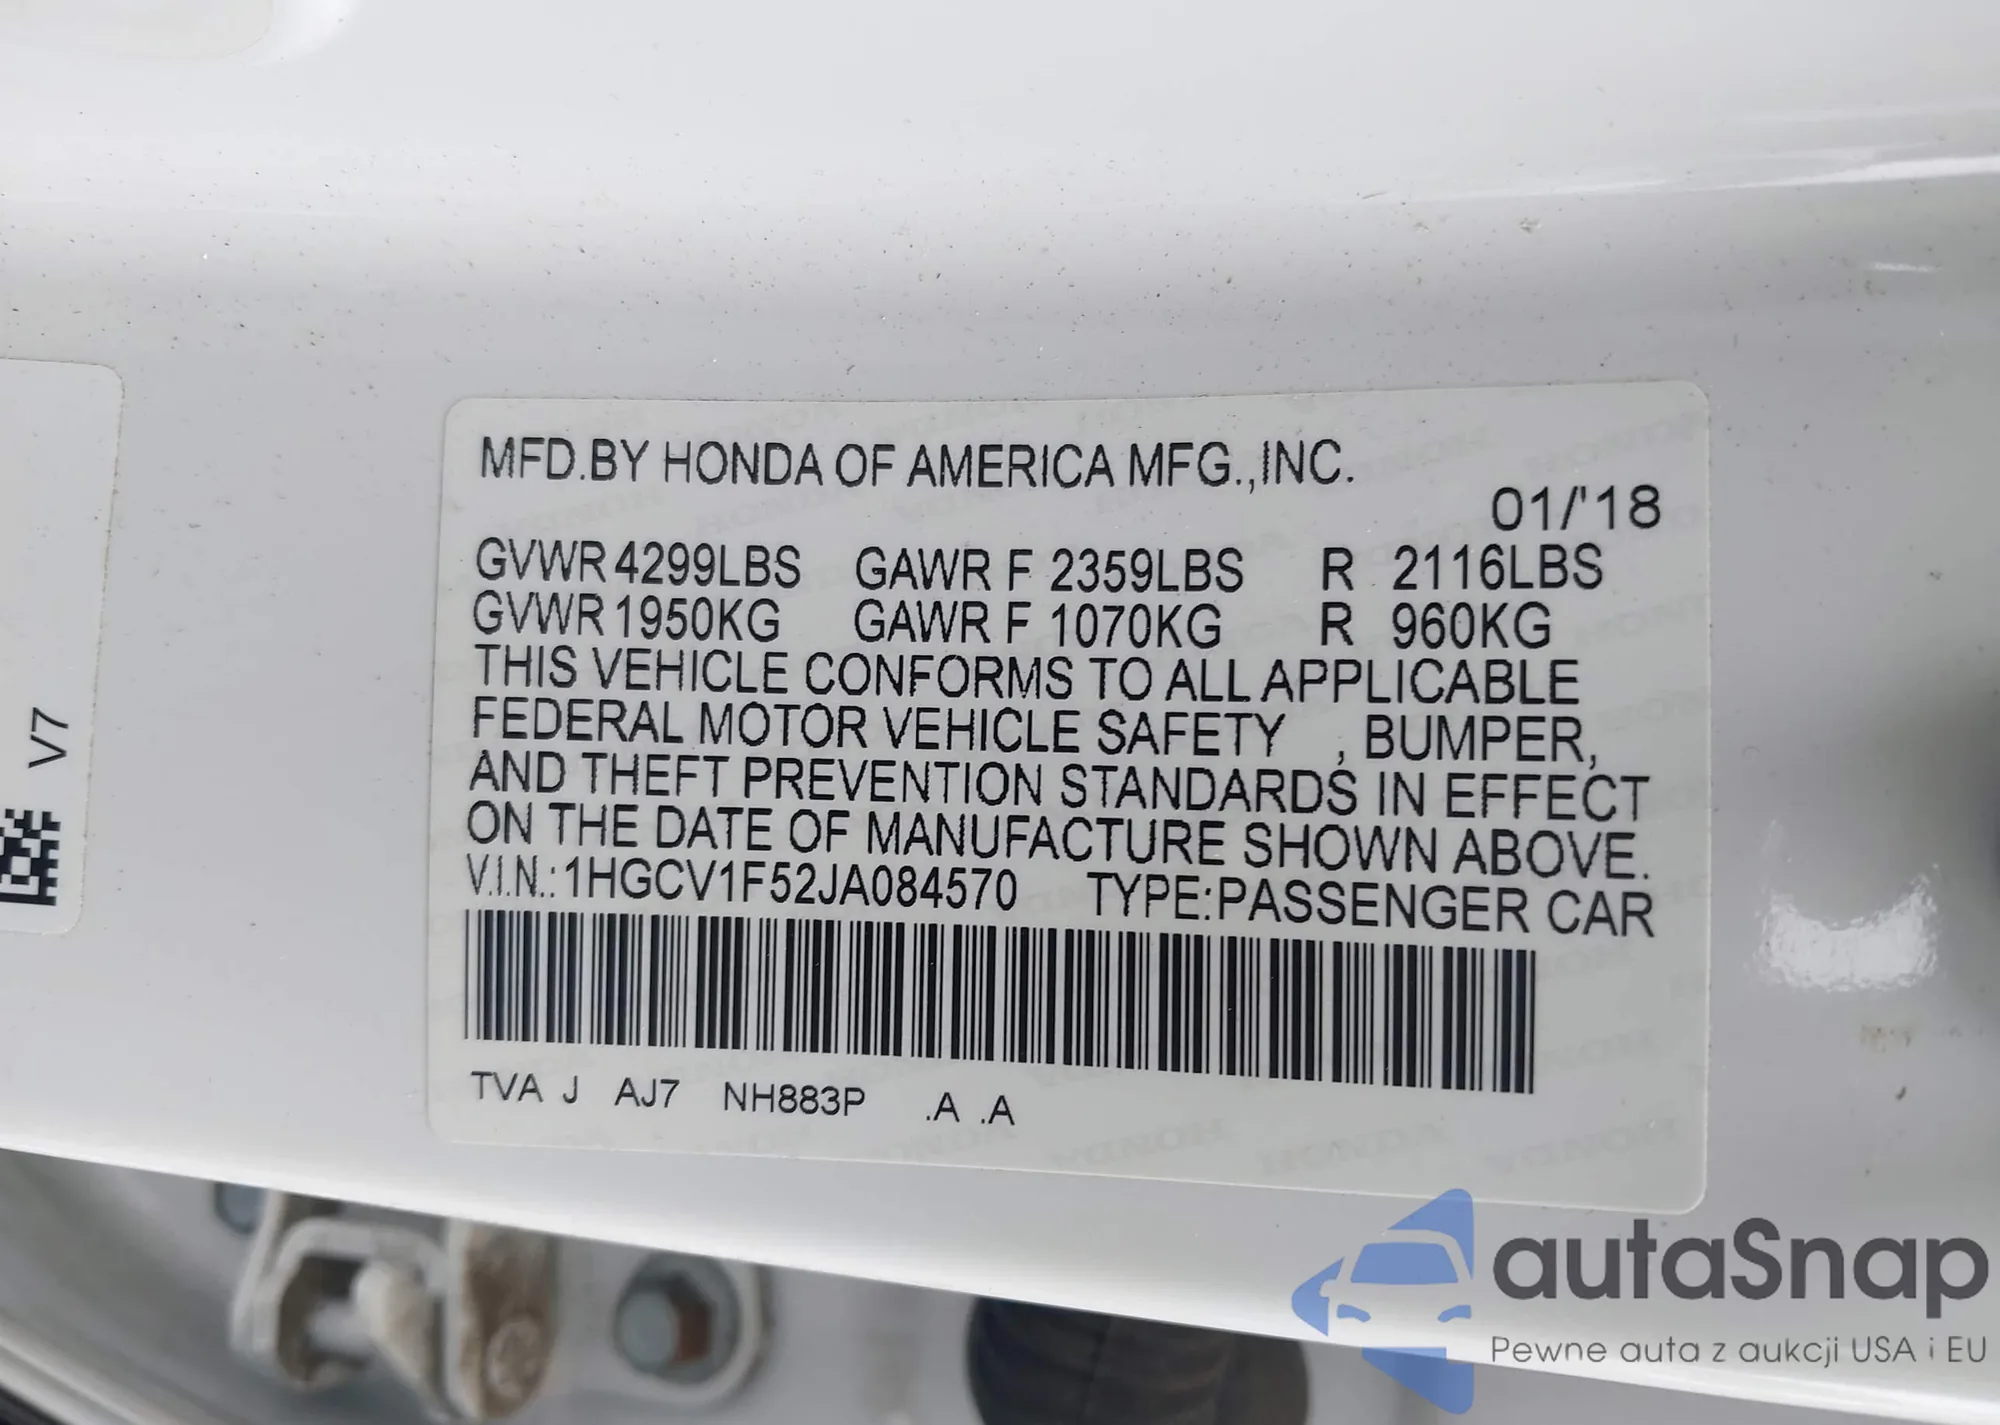 MFD.BY HONDA OF AMERICA MFG.,INC.
01/'18
GVWR 4299LBS GAWR F 2359LBS R 2116LBS
GVWR 1950KG GAWR F 1070KG R 960KG
THIS VEHICLE CONFORMS TO ALL APPLICABLE
FEDERAL MOTOR VEHICLE SAFETY , BUMPER,
AND THEFT PREVENTION STANDARDS IN EFFECT
ON THE DATE OF MANUFACTURE SHOWN ABOVE.
V.I.N.:1HGCV1F52JA084570 TYPE:PASSENGER CAR
TVA J AJ7 NH883P .A .A
V7
autaSnap
Pewne auta z aukcji USA i EU